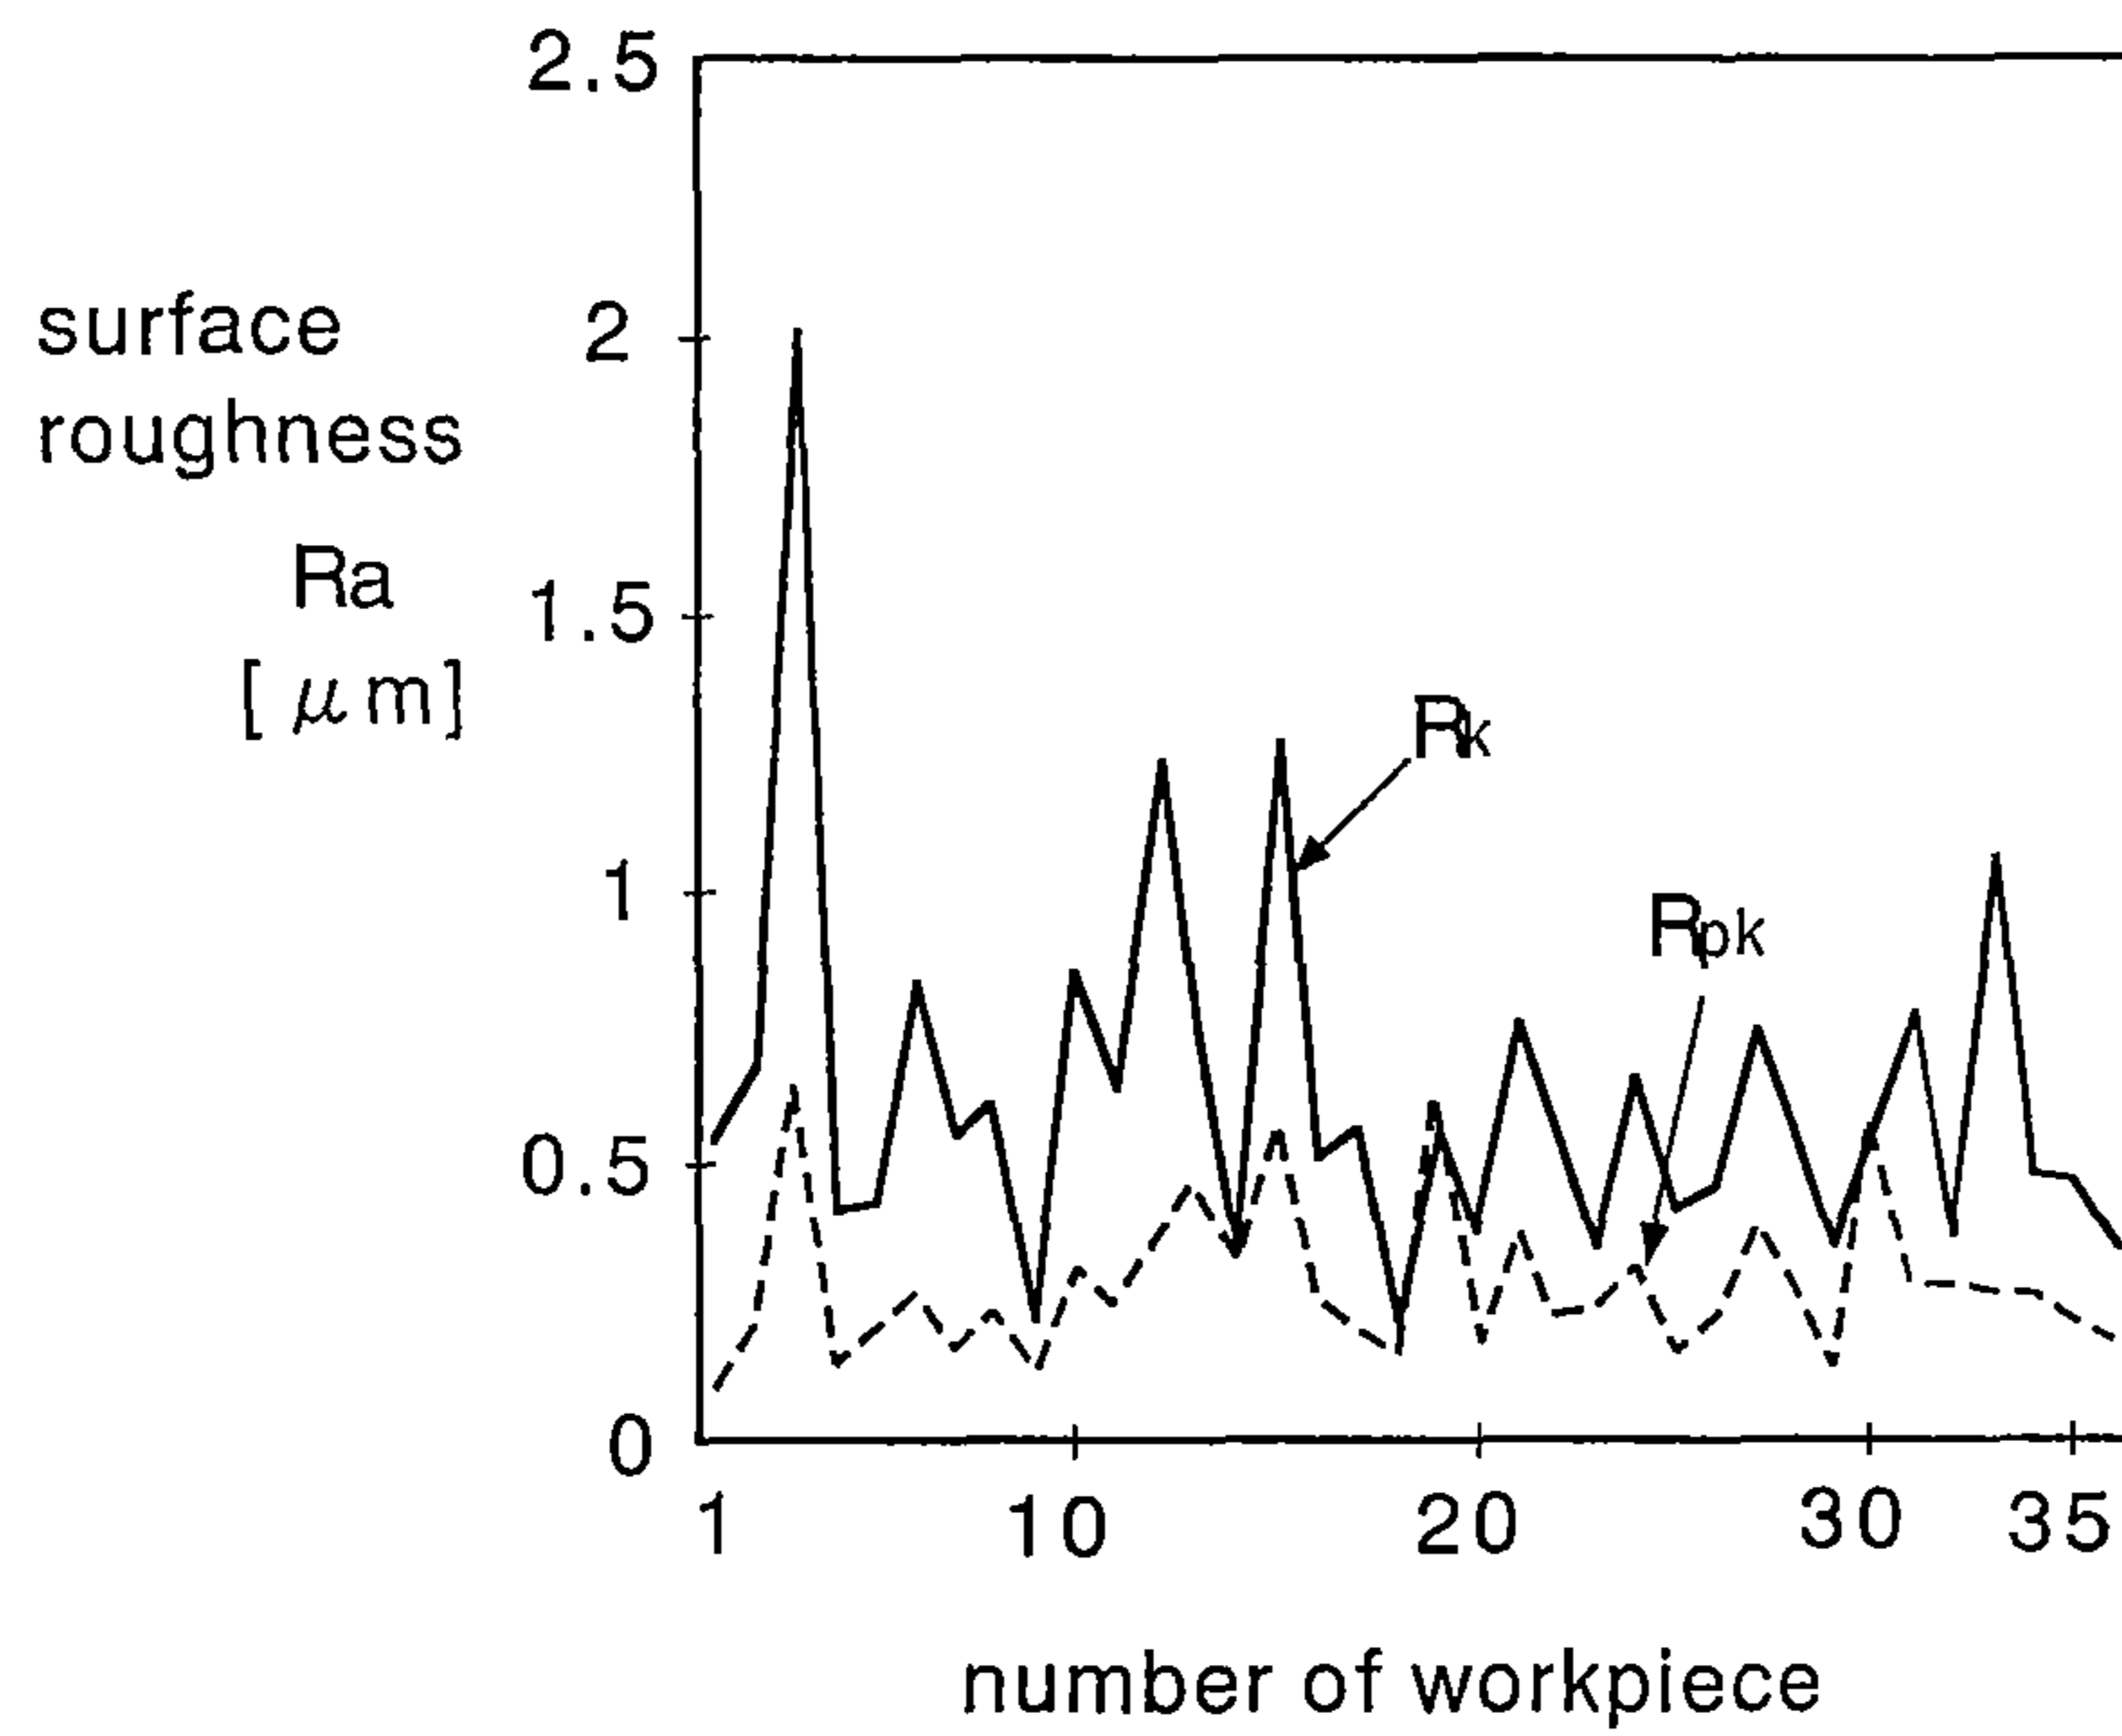 2.5
surface
2
roughness
Ra
1.5
[μm]
Rk
1
Rpk
0.5
0
1 10 20 30 35
number of workpiece